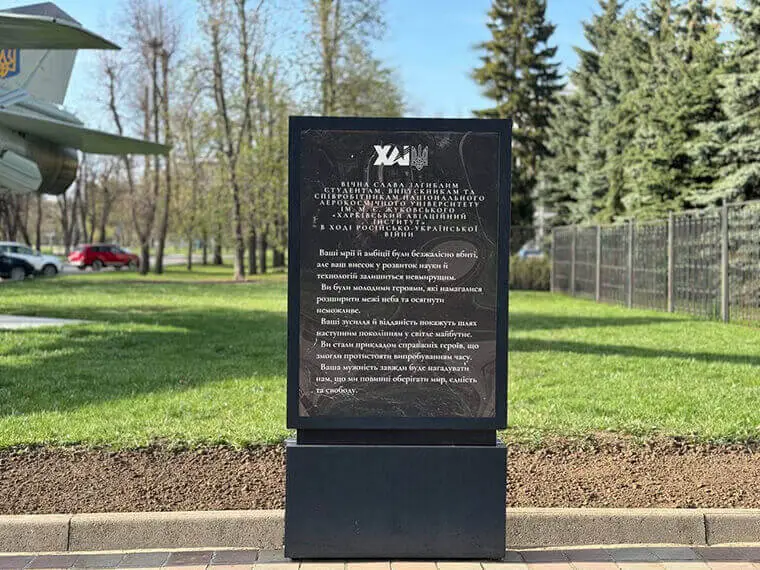 ХАІ
ВІЧНА СЛАВА ЗАГИБЛИМ
СТУДЕНТАМ, ВИПУСКНИКАМ ТА
СПІВРОБІТНИКАМ НАЦІОНАЛЬНОГО
АЕРОКОСМІЧНОГО УНІВЕРСИТЕТУ
ІМ. М. Є. ЖУКОВСЬКОГО
«ХАРКІВСЬКИЙ АВІАЦІЙНИЙ
ІНСТИТУТ»
В ХОДІ РОСІЙСЬКО-УКРАЇНСЬКОЇ
ВІЙНИ
Ваші мрії й амбіції були безжалісно вбиті,
але ваш внесок у розвиток науки й
технологій залишиться невмирущим.
Ви були молодими героями, які намагалися
розширити межі неба та осягнути
неможливе.
Ваші зусилля й відданість покажуть шлях
наступним поколінням у світле майбутнє.
Ви стали прикладом справжніх героїв, що
змогли протистояти випробуванням часу.
Ваша мужність завжди буде нагадувати
нам, що ми повинні оберігати мир, єдність
та свободу.